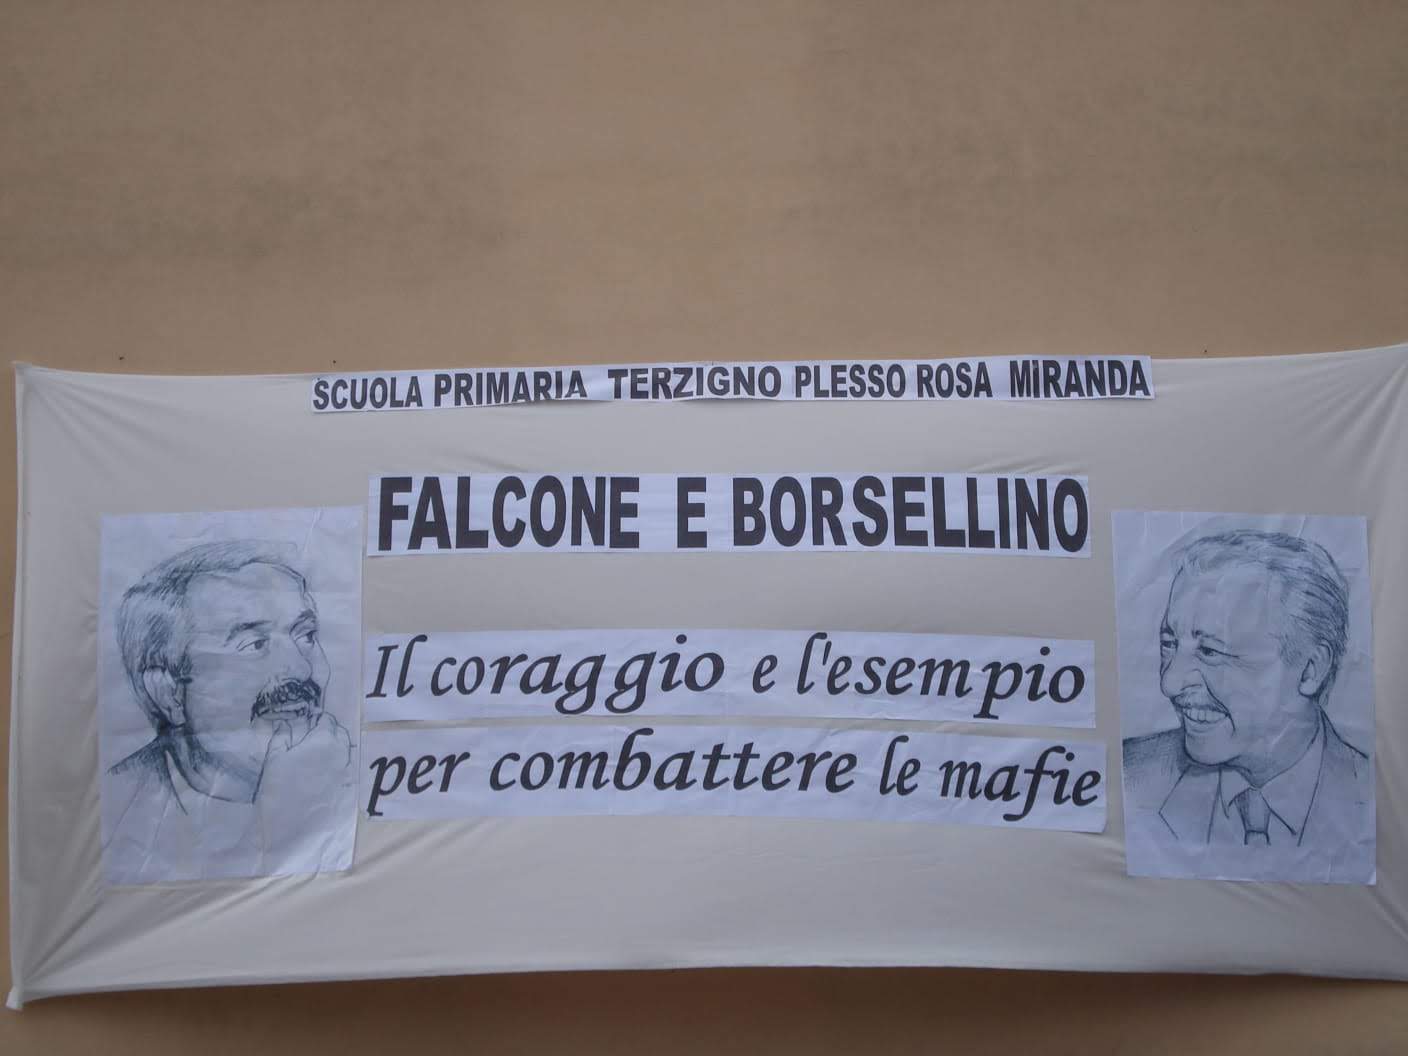 SCUOLA PRIMARIA TERZIGNO PLESSO ROSA MIRANDA
FALCONE E BORSELLINO
Il coraggio e l'esempio
per combattere le mafie